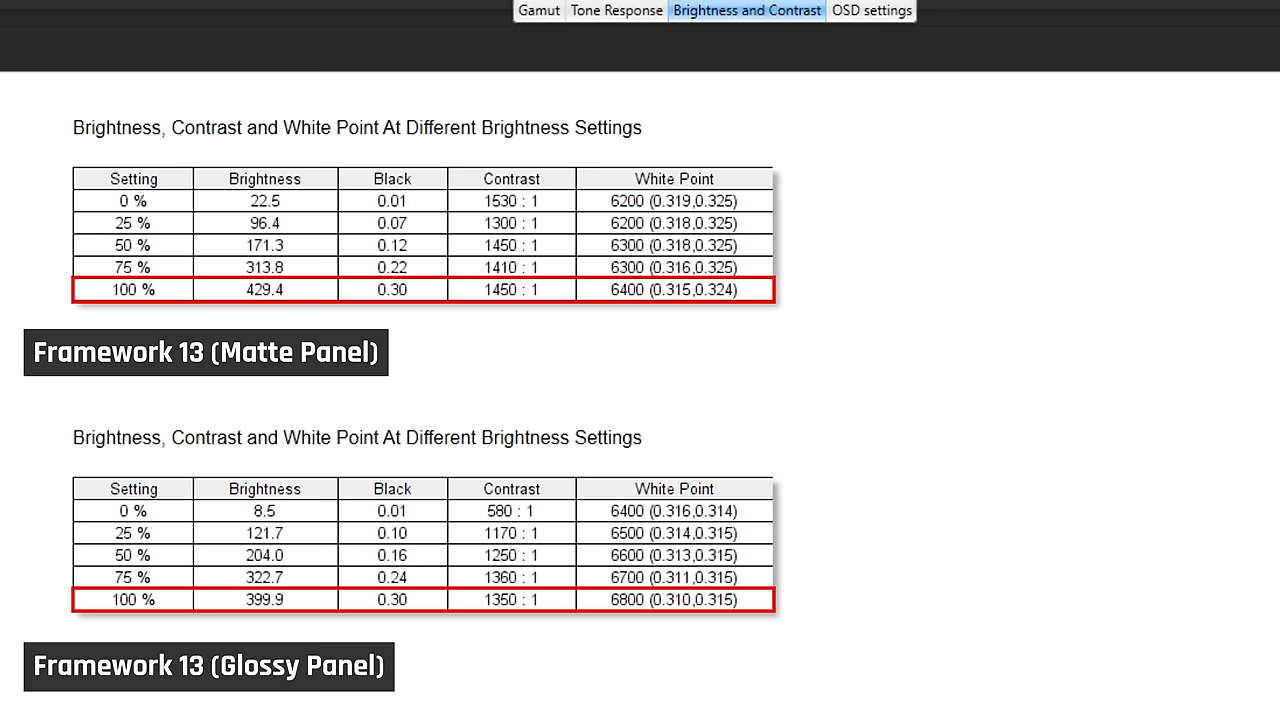 Gamut Tone Response Brightness and Contrast OSD settings
Brightness, Contrast and White Point At Different Brightness Settings
Setting Brightness Black Contrast White Point
0 % 22.5 0.01 1530 : 1 6200 (0.319,0.325)
25 % 96.4 0.07 1300 : 1 6200 (0.318,0.325)
50 % 171.3 0.12 1450 : 1 6300 (0.318,0.325)
75 % 313.8 0.22 1410 : 1 6300 (0.316,0.325)
100 % 429.4 0.30 1450 : 1 6400 (0.315,0.324)
Framework 13 (Matte Panel)
Brightness, Contrast and White Point At Different Brightness Settings
Setting Brightness Black Contrast White Point
0 % 8.5 0.01 580 : 1 6400 (0.316,0.314)
25 % 121.7 0.10 1170 : 1 6500 (0.314,0.315)
50 % 204.0 0.16 1250 : 1 6600 (0.313,0.315)
75 % 322.7 0.24 1360 : 1 6700 (0.311,0.315)
100 % 399.9 0.30 1350 : 1 6800 (0.310,0.315)
Framework 13 (Glossy Panel)